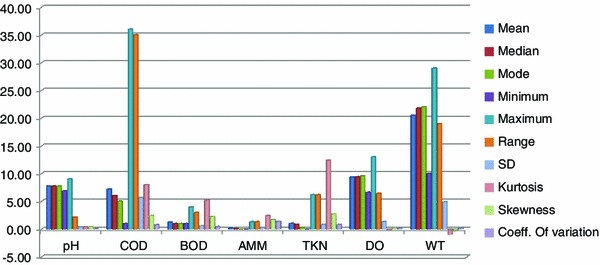 40.00
35.00
30.00
25.00
20.00
15.00
10.00
5.00
0.00
-5.00
pH COD BOD AMM TKN DO WT
Mean
Median
Mode
Minimum
Maximum
Range
SD
Kurtosis
Skewness
Coeff. Of variation